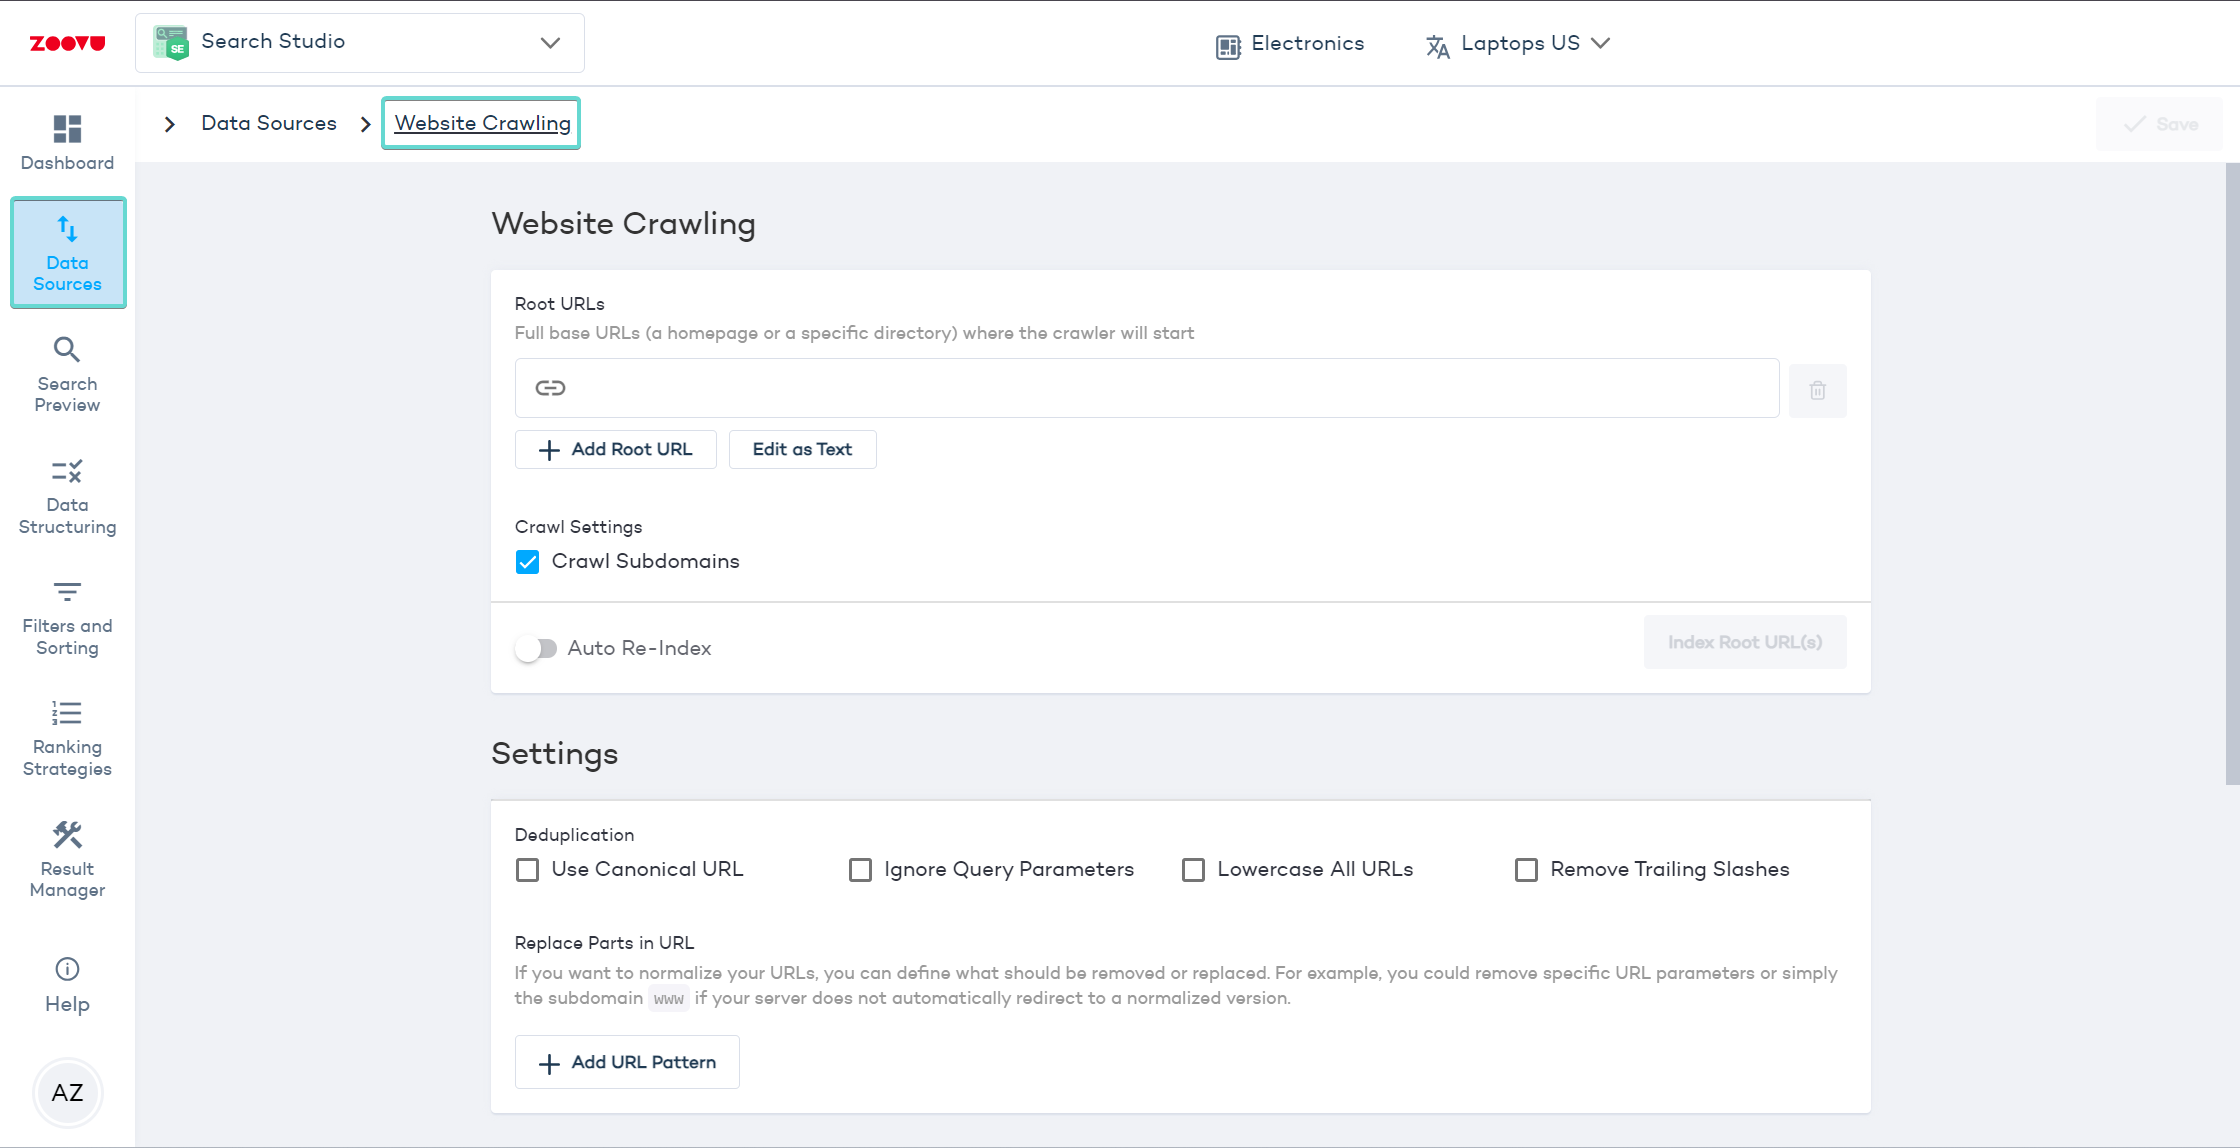 ZOOVU
SE
Search Studio
Electronics
Laptops US
Data Sources
Website Crawling
Save
Dashboard
Data
Sources
Search
Preview
Data
Structuring
Filters and
Sorting
Ranking
Strategies
Result
Manager
Help
AZ
Website Crawling
Root URLs
Full base URLs (a homepage or a specific directory) where the crawler will start
Add Root URL
Edit as Text
Crawl Settings
Crawl Subdomains
Auto Re-Index
Index Root URL(s)
Settings
Deduplication
Use Canonical URL
Ignore Query Parameters
Lowercase All URLs
Remove Trailing Slashes
Replace Parts in URL
If you want to normalize your URLs, you can define what should be removed or replaced. For example, you could remove specific URL parameters or simply
the subdomain www if your server does not automatically redirect to a normalized version.
Add URL Pattern